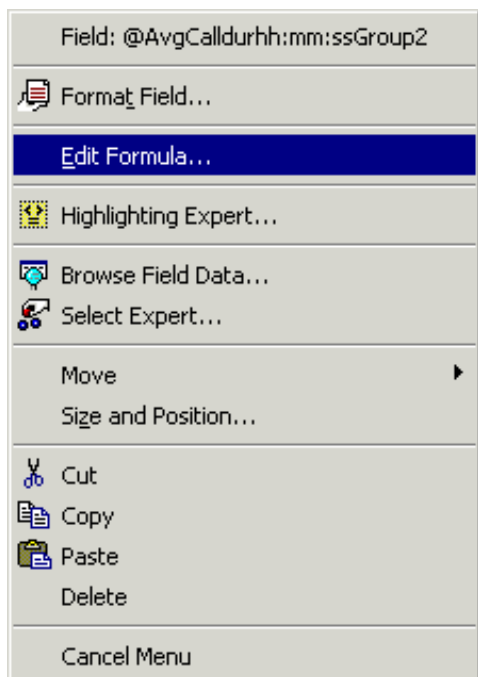 Field: @AvgCalldurhh:mm:ssGroup2
Format Field...
Edit Formula...
Highlighting Expert...
Browse Field Data...
Select Expert...
Move
Size and Position...
Cut
Copy
Paste
Delete
Cancel Menu